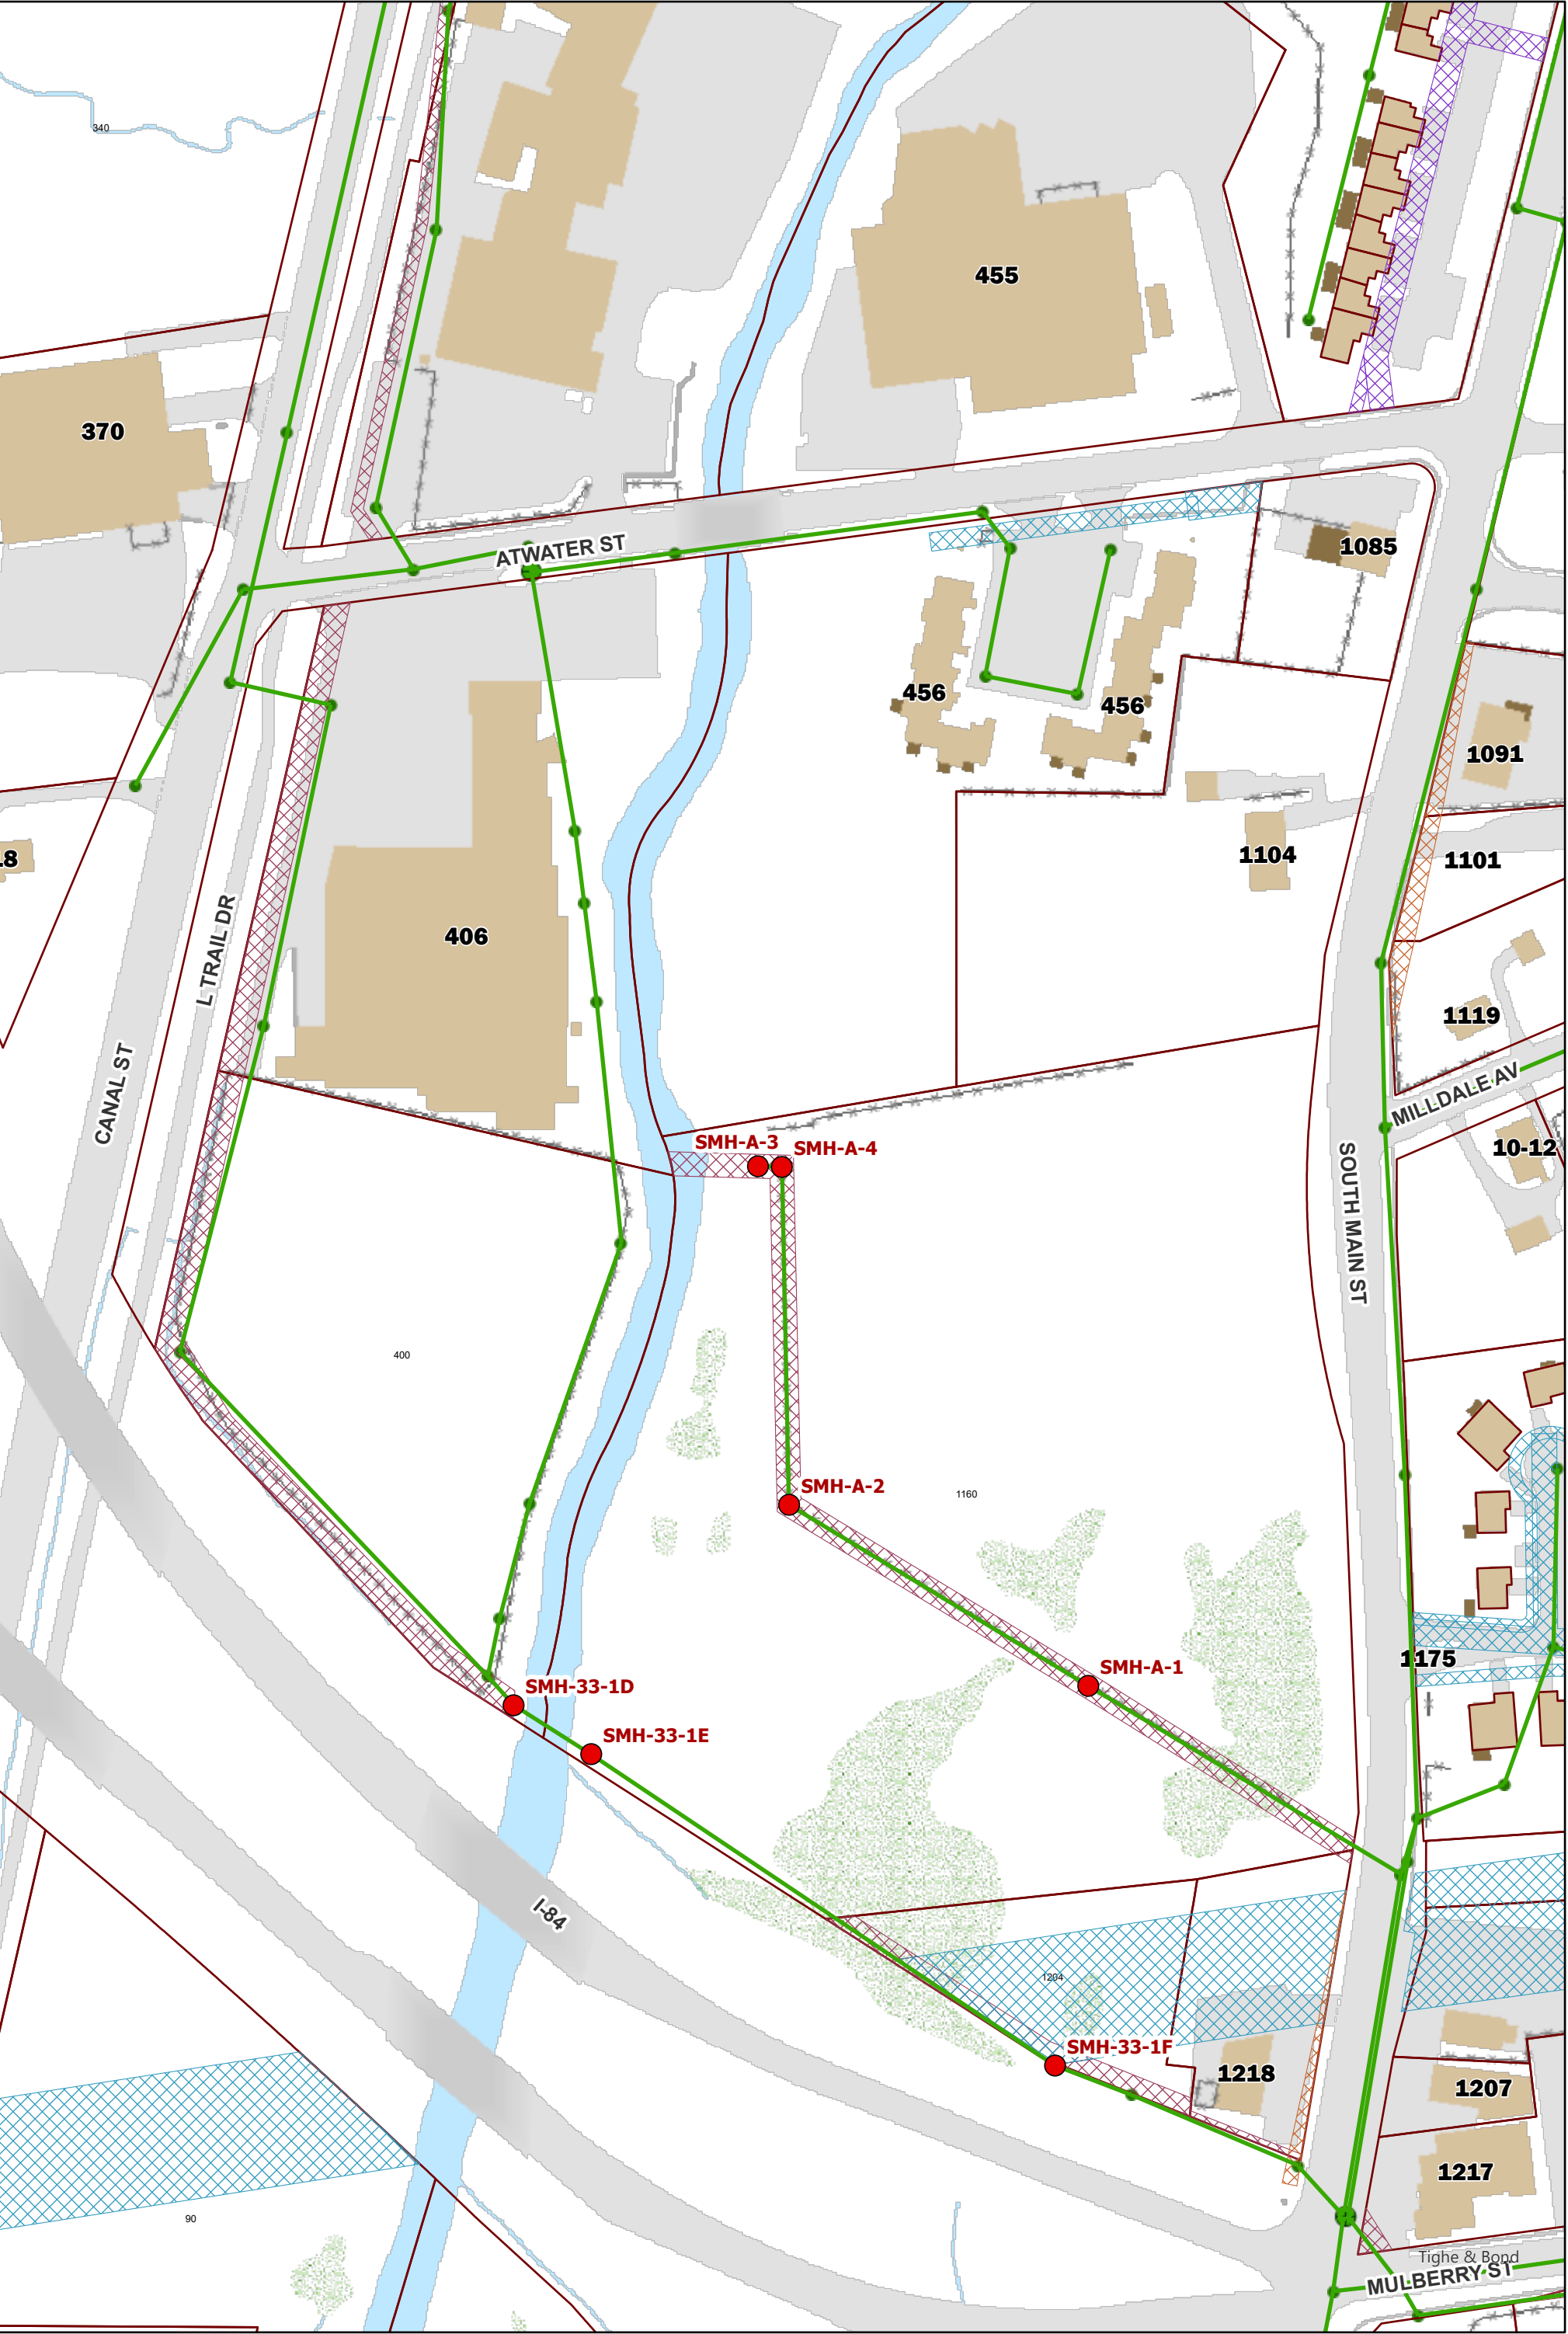 340
455
370
ATWATER ST
1085
456
456
1091
1104
1101
406
L TRAIL DR
1119
CANAL ST
MILLDALE AV
SMH-A-3
SMH-A-4
10-12
SOUTH MAIN ST
400
SMH-A-2
1160
1175
SMH-A-1
SMH-33-1D
SMH-33-1E
I-84
1204
SMH-33-1F
1218
1207
1217
90
Tighe & Bond
MULBERRY ST